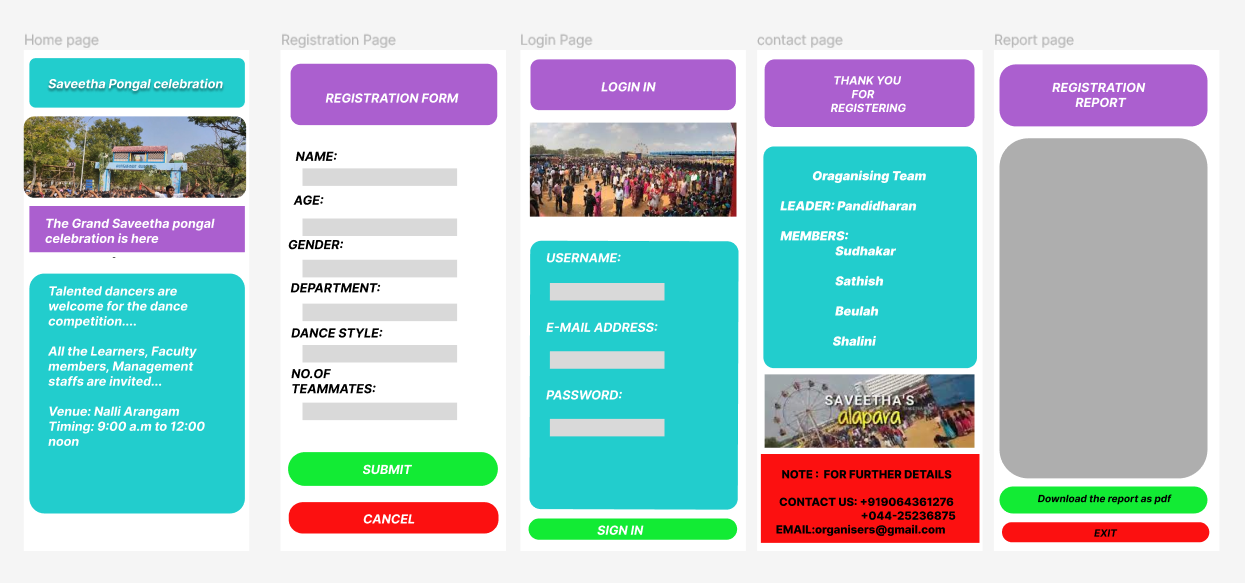 Home page
Saveetha Pongal celebration
The Grand Saveetha pongal
celebration is here
-
Talented dancers are
welcome for the dance
competition....
All the Learners, Faculty
members, Management
staffs are invited...
Venue: Nalli Arangam
Timing: 9:00 a.m to 12:00
noon
Registration Page
REGISTRATION FORM
NAME:
AGE:
GENDER:
DEPARTMENT:
DANCE STYLE:
NO.OF
TEAMMATES:
SUBMIT
CANCEL
Login Page
LOGIN IN
USERNAME:
E-MAIL ADDRESS:
PASSWORD:
SIGN IN
contact page
THANK YOU
FOR
REGISTERING
Oraganising Team
LEADER: Pandidharan
MEMBERS:
Sudhakar
Sathish
Beulah
Shalini
SAVEETHA'S
alapara
NOTE : FOR FURTHER DETAILS
CONTACT US: +919064361276
+044-25236875
EMAIL:organisers@gmail.com
Report page
REGISTRATION
REPORT
Download the report as pdf
EXIT